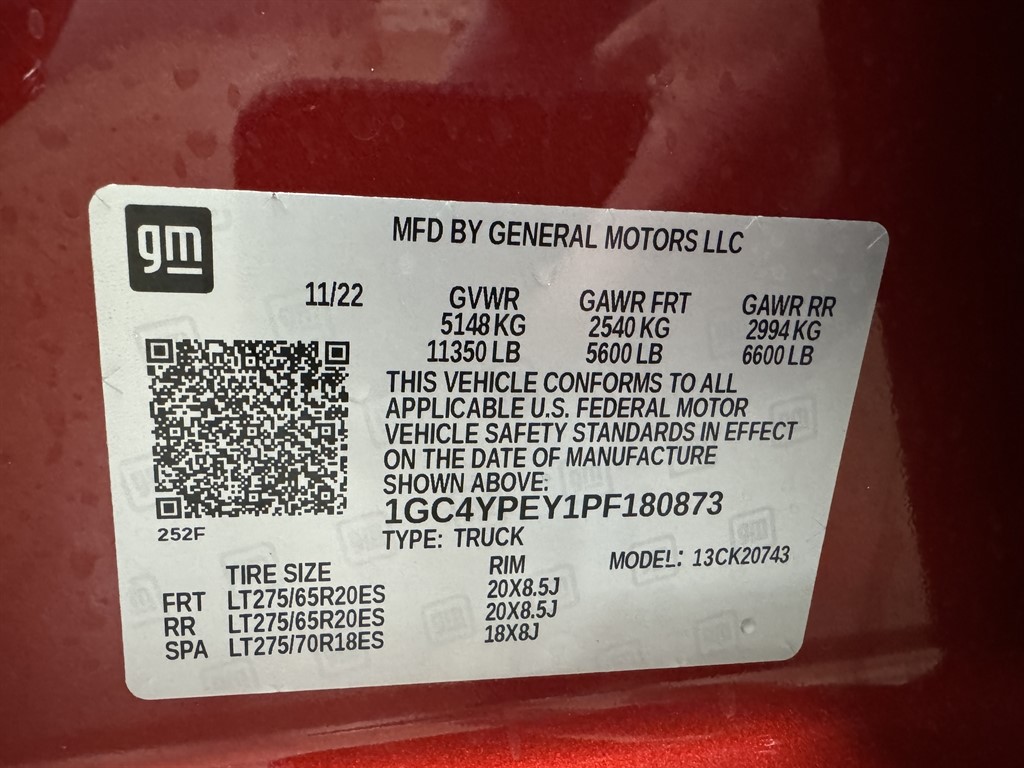 gm
MFD BY GENERAL MOTORS LLC
11/22 GVWR GAWR FRT GAWR RR
5148 KG 2540 KG 2994 KG
11350 LB 5600 LB 6600 LB
THIS VEHICLE CONFORMS TO ALL
APPLICABLE U.S. FEDERAL MOTOR
VEHICLE SAFETY STANDARDS IN EFFECT
ON THE DATE OF MANUFACTURE
SHOWN ABOVE:
1GC4YPEY1PF180873
252F
TYPE: TRUCK
MODEL: 13CK20743
TIRE SIZE RIM
FRT LT275/65R20ES 20X8.5J
RR LT275/65R20ES 20X8.5J
SPA LT275/70R18ES 18X8J